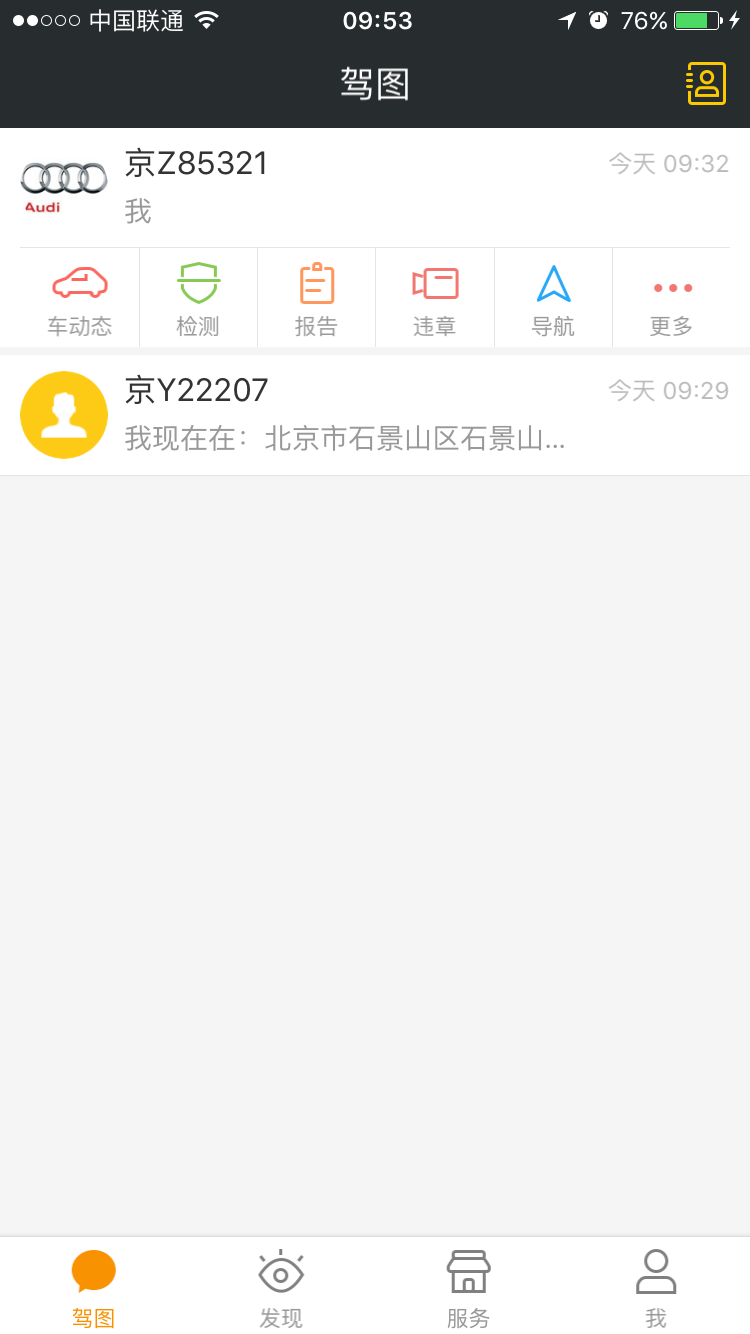 中国联通 09:53 76%
驾图
京Z85321 今天 09:32
Audi
我
车动态 检测 报告 违章 导航 更多
京Y22207 今天 09:29
我现在在：北京市石景山区石景山...
驾图 发现 服务 我